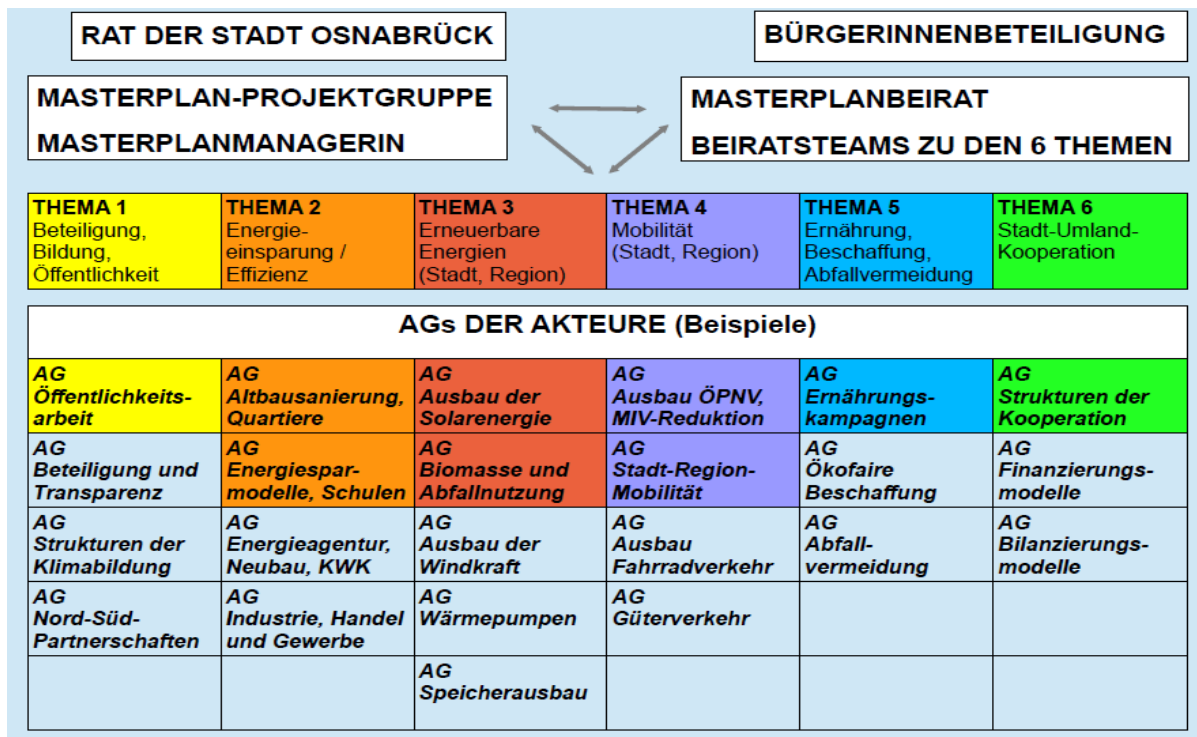 RAT DER STADT OSNABRÜCK
BÜRGERINNENBETEILIGUNG
MASTERPLAN-PROJEKTGRUPPE
MASTERPLANMANAGERIN
MASTERPLANBEIRAT
BEIRATSTEAMS ZU DEN 6 THEMEN
THEMA 1
Beteiligung,
Bildung,
Öffentlichkeit
THEMA 2
Energie-
einsparung /
Effizienz
THEMA 3
Erneuerbare
Energien
(Stadt, Region)
THEMA 4
Mobilität
(Stadt, Region)
THEMA 5
Ernährung,
Beschaffung,
Abfallvermeidung
THEMA 6
Stadt-Umland-
Kooperation
AGs DER AKTEURE (Beispiele)
AG
Öffentlichkeits-
arbeit
AG
Altbausanierung,
Quartiere
AG
Ausbau der
Solarenergie
AG
Ausbau ÖPNV,
MIV-Reduktion
AG
Ernährungs-
kampagnen
AG
Strukturen der
Kooperation
AG
Beteiligung und
Transparenz
AG
Energiespar-
modelle, Schulen
AG
Biomasse und
Abfallnutzung
AG
Stadt-Region-
Mobilität
AG
Ökofaire
Beschaffung
AG
Finanzierungs-
modelle
AG
Strukturen der
Klimabildung
AG
Energieagentur,
Neubau, KWK
AG
Ausbau der
Windkraft
AG
Ausbau
Fahrradverkehr
AG
Abfall-
vermeidung
AG
Bilanzierungs-
modelle
AG
Nord-Süd-
Partnerschaften
AG
Industrie, Handel
und Gewerbe
AG
Wärmepumpen
AG
Güterverkehr
AG
Speicherausbau